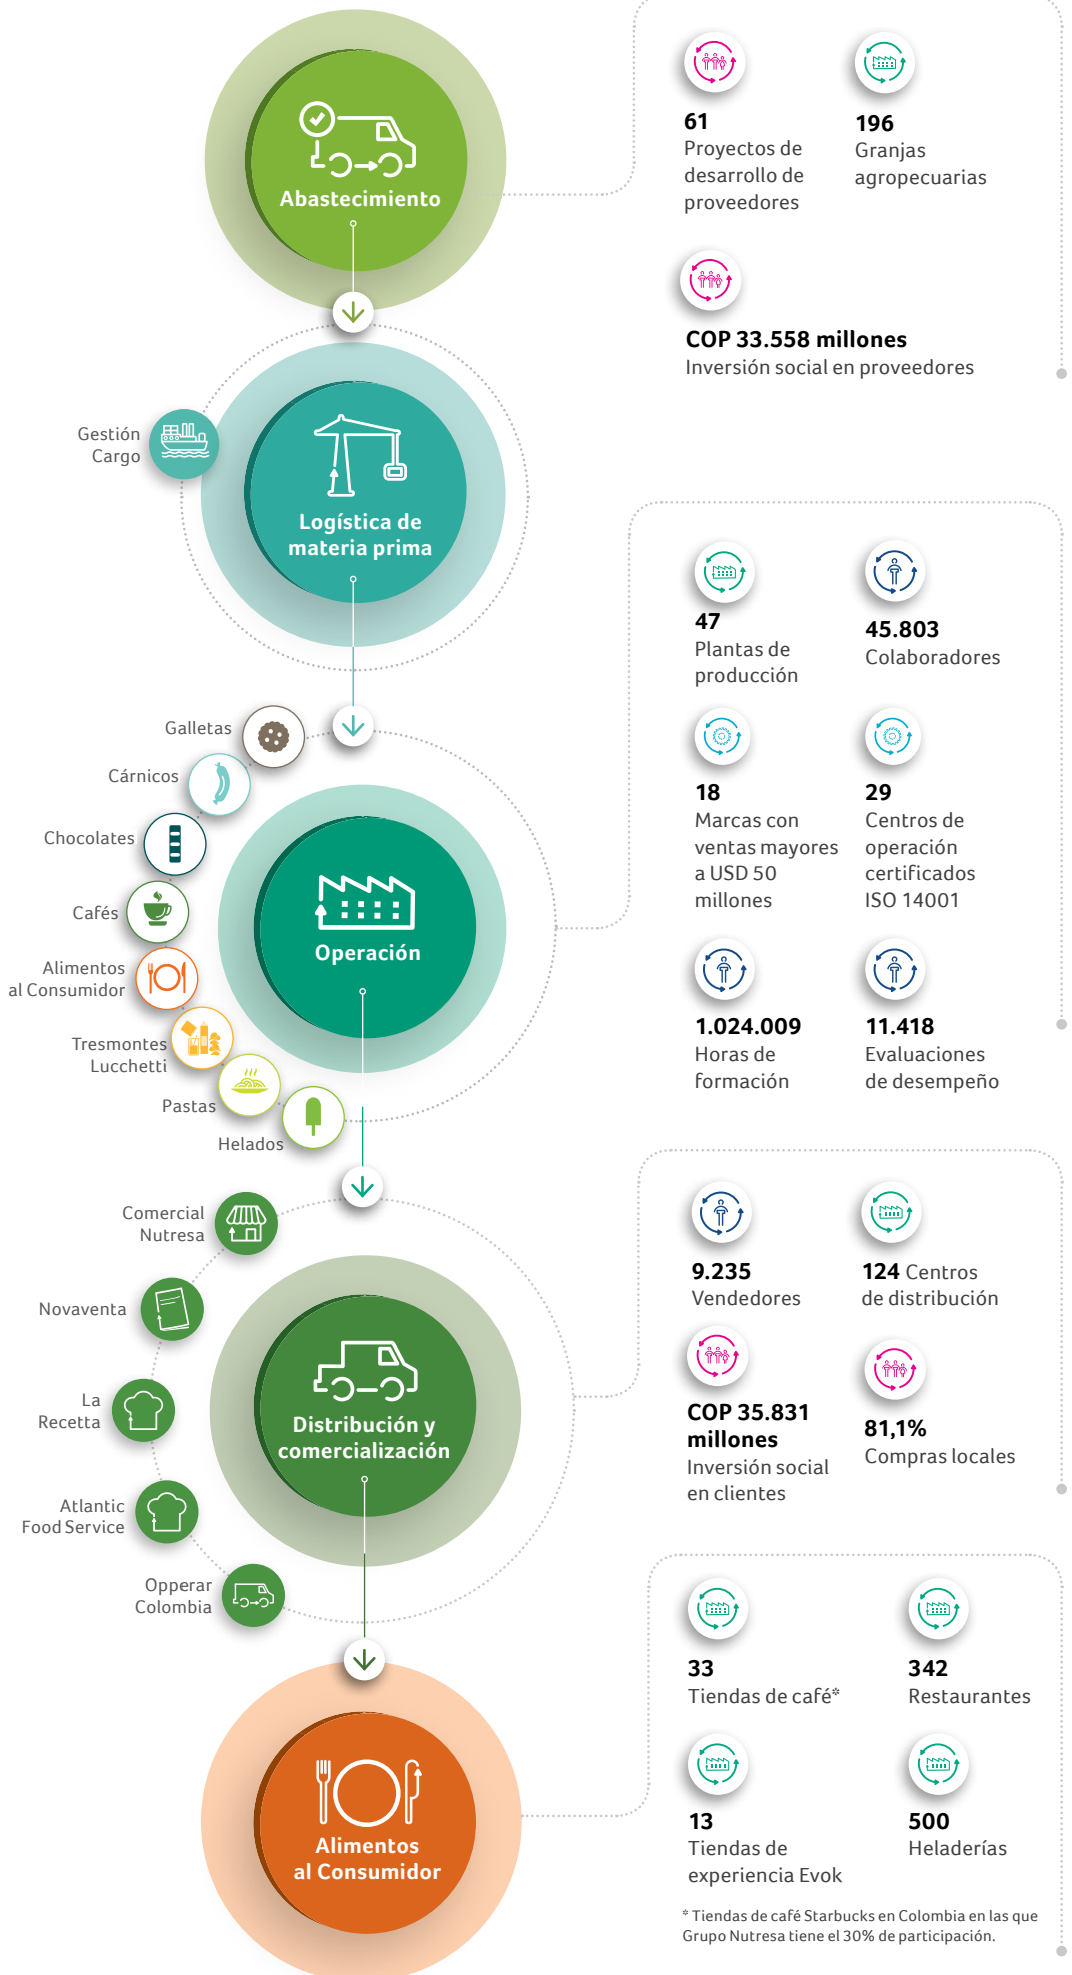 Abastecimiento
61
Proyectos de
desarrollo de
proveedores
196
Granjas
agropecuarias
COP 33.558 millones
Inversión social en proveedores
Gestión
Cargo
Logística de
materia prima
Galletas
Cárnicos
Chocolates
Cafés
Alimentos
al Consumidor
Tresmontes
Lucchetti
Pastas
Helados
Operación
47
Plantas de
producción
45.803
Colaboradores
18
Marcas con
ventas mayores
a USD 50
millones
29
Centros de
operación
certificados
ISO 14001
1.024.009
Horas de
formación
11.418
Evaluaciones
de desempeño
Comercial
Nutresa
Novaventa
La
Recetta
Atlantic
Food Service
Opperar
Colombia
Distribución y
comercialización
9.235
Vendedores
124 Centros
de distribución
COP 35.831
millones
Inversión social
en clientes
81,1%
Compras locales
Alimentos
al Consumidor
33
Tiendas de café*
342
Restaurantes
13
Tiendas de
experiencia Evok
500
Heladerías
* Tiendas de café Starbucks en Colombia en las que
Grupo Nutresa tiene el 30% de participación.